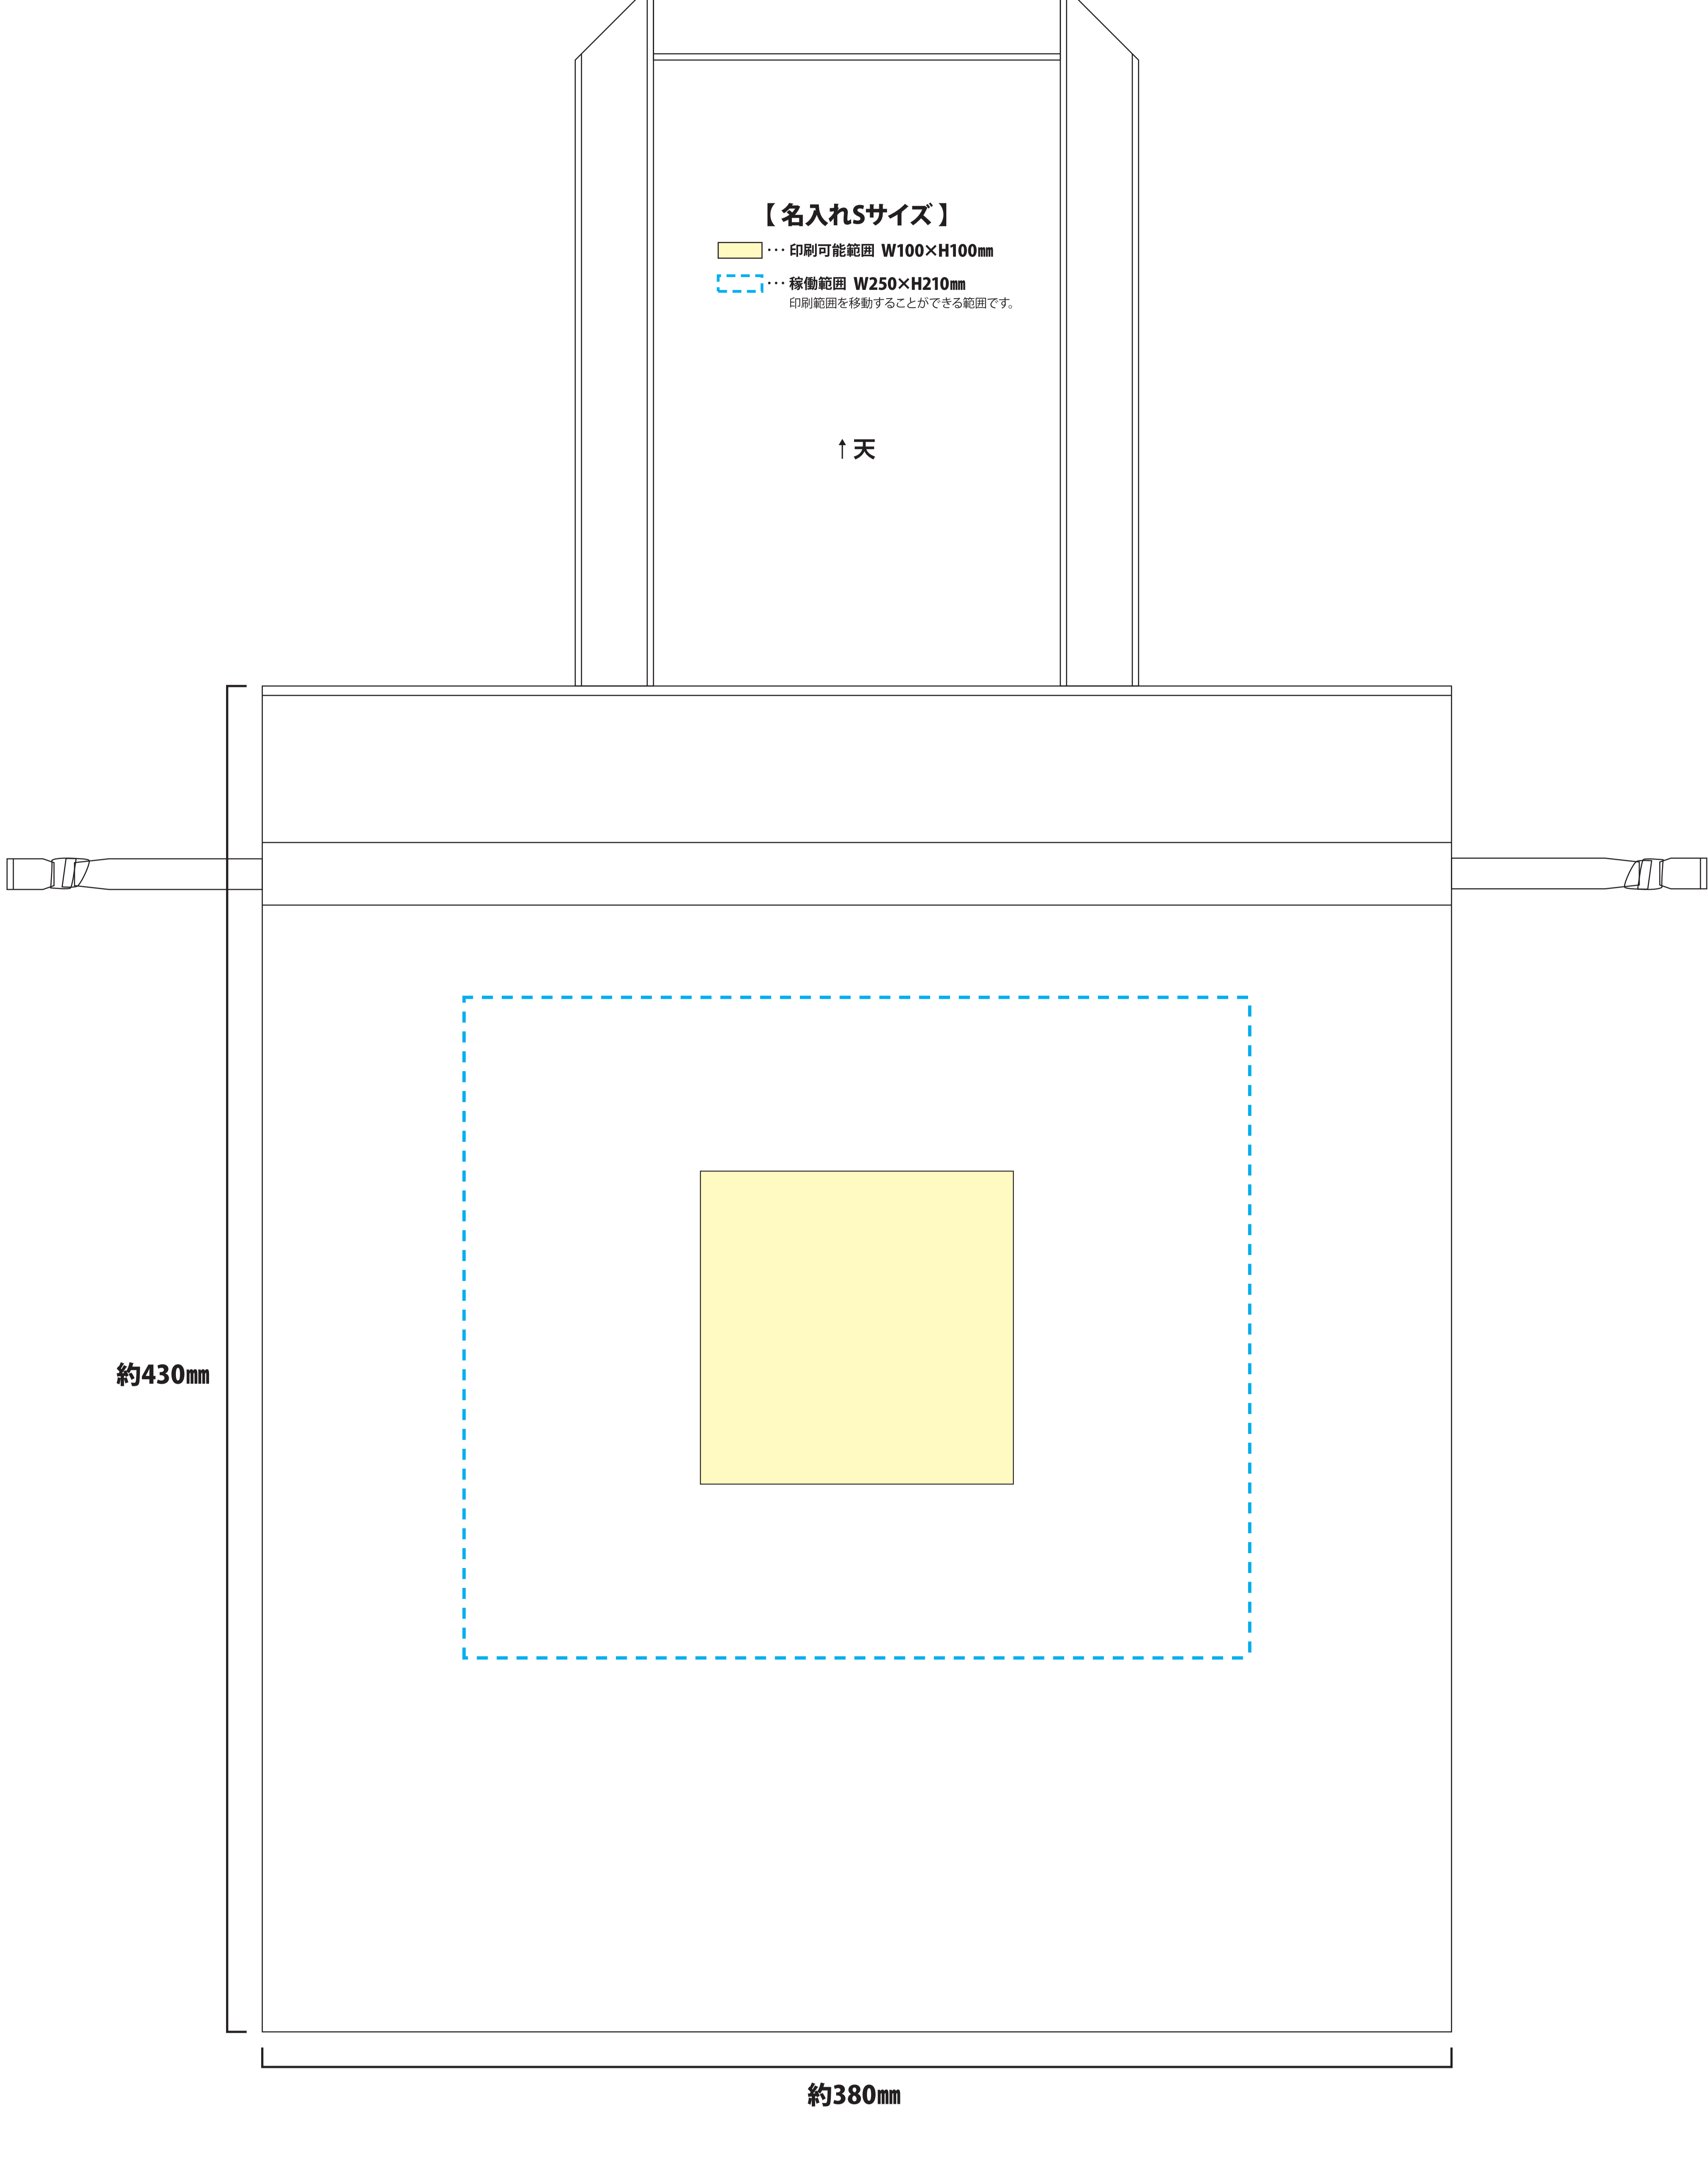 【 名入れSサイズ 】
･･･ 印刷可能範囲 W100×H100㎜
･･･ 稼働範囲 W250×H210㎜
印刷範囲を移動することができる範囲です。
↑ 天
約430㎜
約380㎜